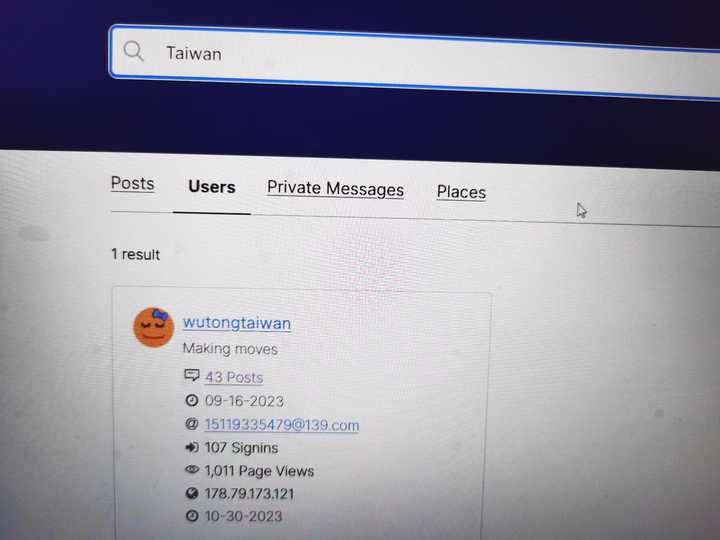 Taiwan
Posts Users Private Messages Places
1 result
wutongtaiwan
Making moves
43 Posts
09-16-2023
15119335479@139.com
107 Signins
1,011 Page Views
178.79.173.121
10-30-2023